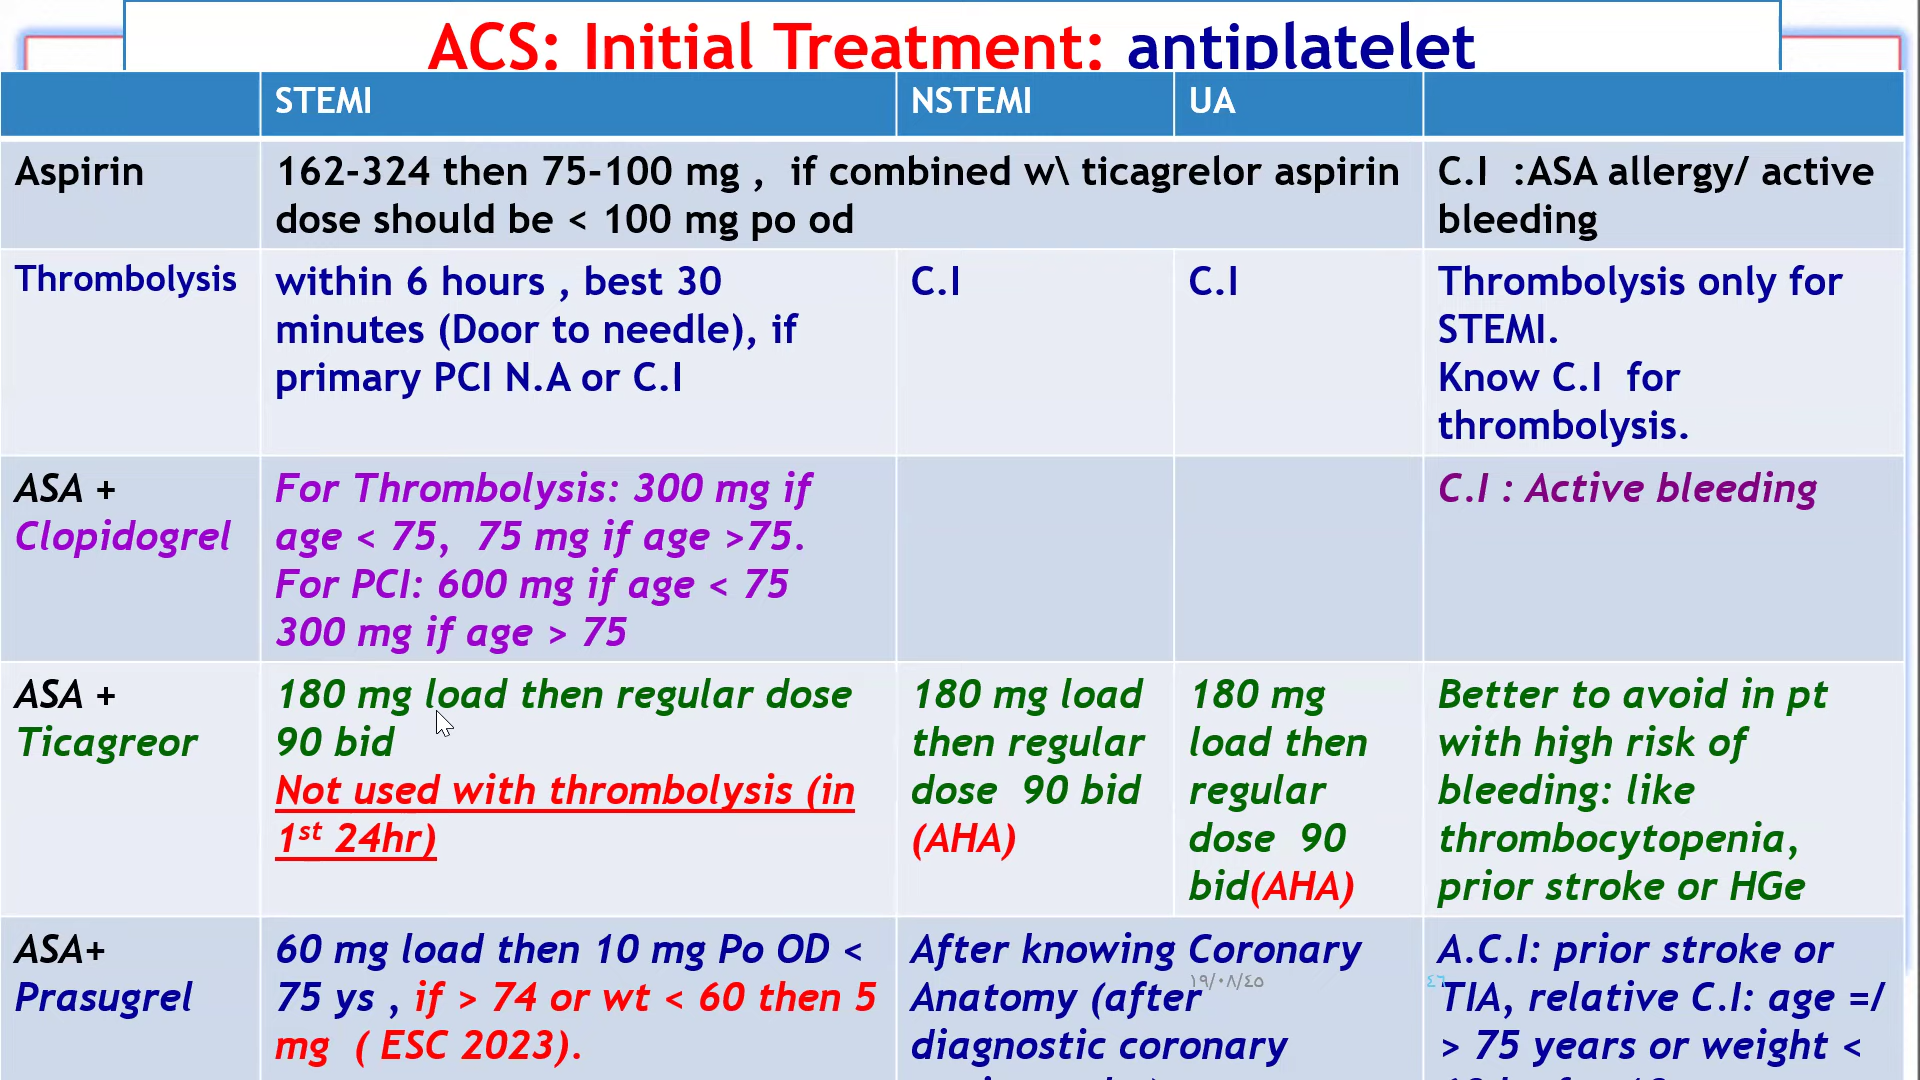 ACS: Initial Treatment: antiplatelet
STEMI
NSTEMI
UA
Aspirin
162-324 then 75-100 mg , if combined w\ ticagrelor aspirin
dose should be < 100 mg po od
C.I :ASA allergy/ active
bleeding
Thrombolysis
within 6 hours , best 30
minutes (Door to needle), if
primary PCI N.A or C.I
C.I
C.I
Thrombolysis only for
STEMI.
Know C.I for
thrombolysis.
ASA +
Clopidogrel
For Thrombolysis: 300 mg if
age < 75, 75 mg if age >75.
For PCI: 600 mg if age < 75
300 mg if age > 75
C.I : Active bleeding
ASA +
Ticagreor
180 mg load then regular dose
90 bid
Not used with thrombolysis (in
1st 24hr)
180 mg load
then regular
dose 90 bid
(AHA)
180 mg
load then
regular
dose 90
bid(AHA)
Better to avoid in pt
with high risk of
bleeding: like
thrombocytopenia,
prior stroke or HGe
ASA+
Prasugrel
60 mg load then 10 mg Po OD <
75 ys , if > 74 or wt < 60 then 5
mg ( ESC 2023).
After knowing Coronary
Anatomy (after
diagnostic coronary
A.C.I: prior stroke or
TIA, relative C.I: age =/
> 75 years or weight <
١٩/٠٨/٤٥
٤٦